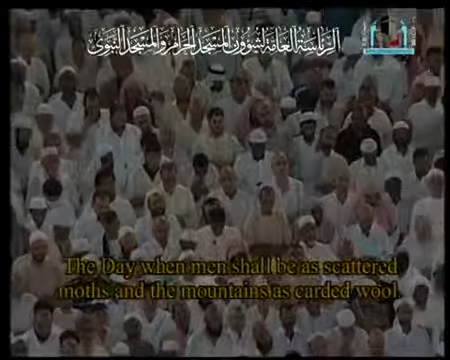 الرئاسة العامة لشؤون المسجد الحرام والمسجد النبوي
The Day when men shall be as scattered
moths and the mountains as carded wool.